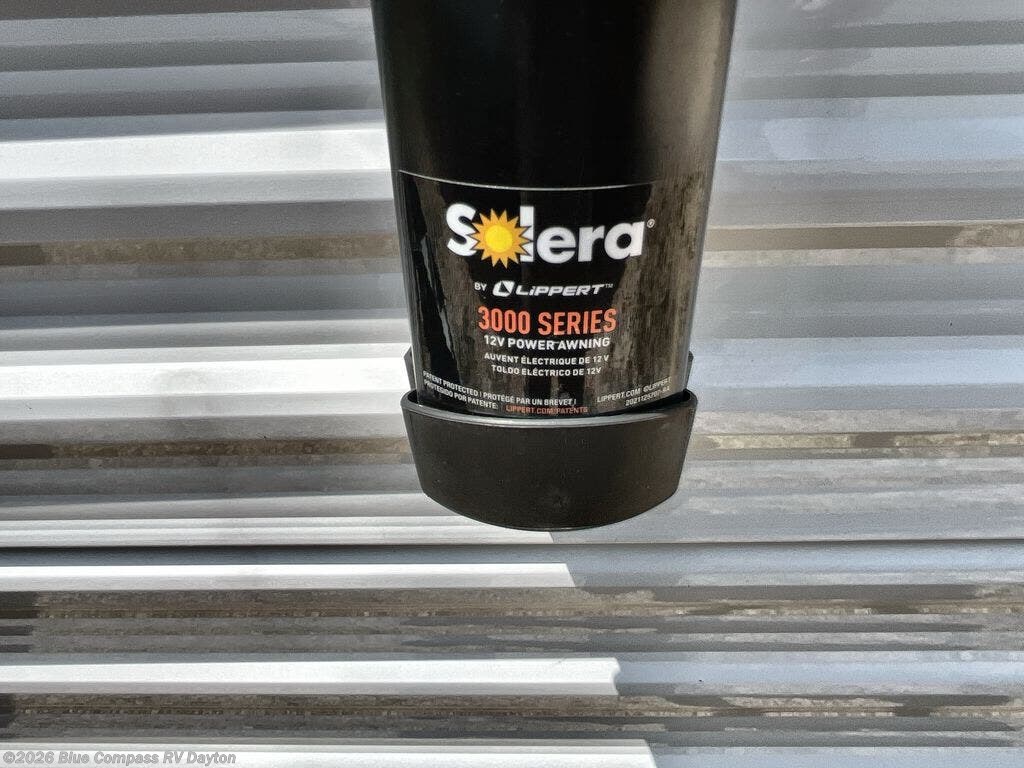 Solera®
BY LiPPERT™
3000 SERIES
12V POWER AWNING
AUVENT ÉLECTRIQUE DE 12 V
TOLDO ELÉCTRICO DE 12V
PATENT PROTECTED | PROTÉGÉ PAR UN BREVET |
PROTEGIDO POR PATENTE: LIPPERT.COM/PATENTS
LIPPERT.COM @LIPPERT
©2026 Blue Compass RV Dayton